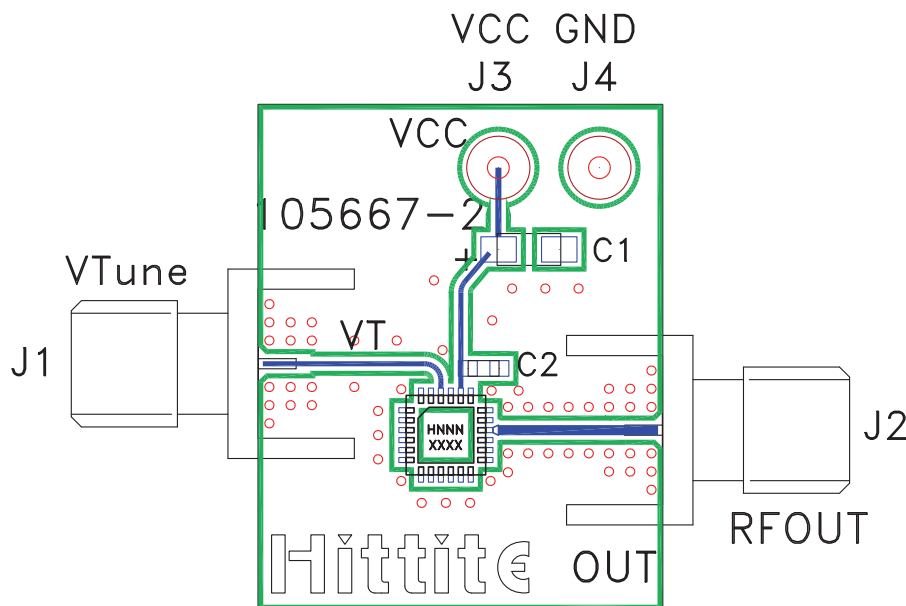 VCC GND
J3 J4
VCC
105667-2
+
C1
VTune
J1
VT
C2
HNNN
XXXX
J2
RFOUT
OUT
Hittite